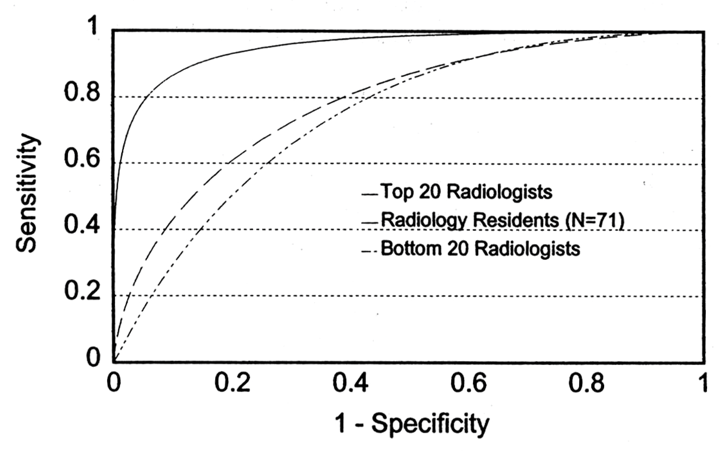 1
0.8
0.6
0.4
0.2
0
Sensitivity
Top 20 Radiologists
Radiology Residents (N=71)
Bottom 20 Radiologists
0
0.2
0.4
0.6
0.8
1
1 - Specificity